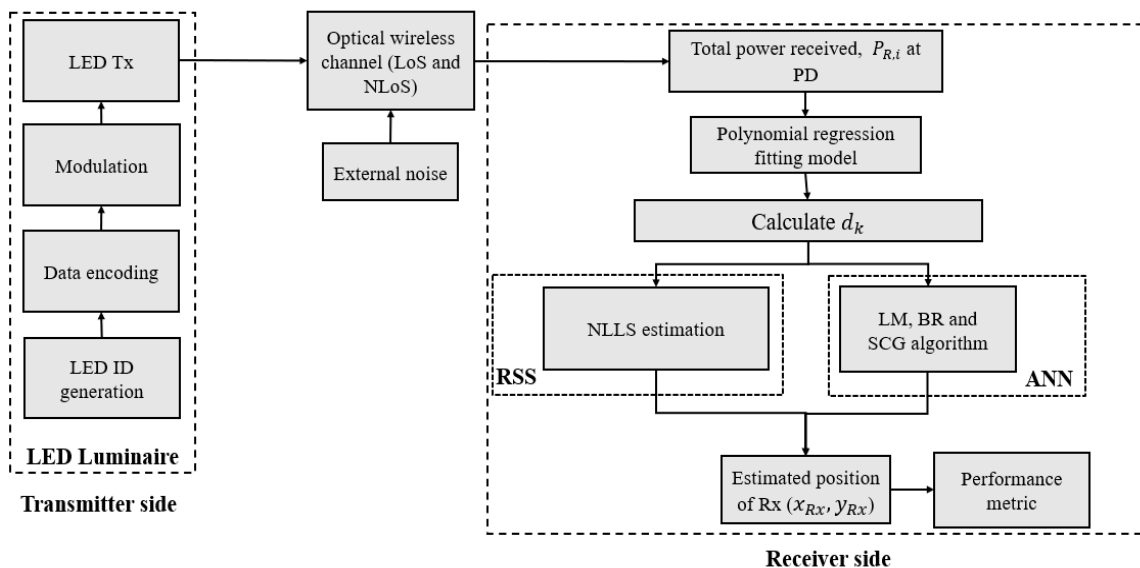 LED Tx
Modulation
Data encoding
LED ID
generation
LED Luminaire
Transmitter side
Optical wireless
channel (LoS and
NLoS)
External noise
Total power received, P_{R,i} at
PD
Polynomial regression
fitting model
Calculate d_k
NLLS estimation
RSS
LM, BR and
SCG algorithm
ANN
Estimated position
of Rx (x_{Rx}, y_{Rx})
Performance
metric
Receiver side